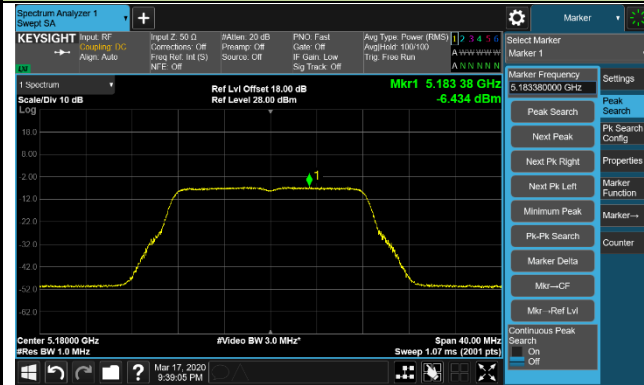 Spectrum Analyzer 1
Swept SA
+
Marker
KEYSIGHT Input: RF
Coupling: DC
Align: Auto
Input Z: 50 Ω
Corrections: Off
Freq Ref: Int (S)
NFE: Off
#Atten: 20 dB
Preamp: Off
Source: Off
PNO: Fast
Gate: Off
IF Gain: Low
Sig Track: Off
Avg Type: Power (RMS)
Avg|Hold: 100/100
Trig: Free Run
1 2 3 4 5 6
A W W W W W
A N N N N N
LXI
1 Spectrum
Scale/Div 10 dB
Log
Ref Lvl Offset 18.00 dB
Ref Level 28.00 dBm
Mkr1 5.183 38 GHz
-6.434 dBm
18.0
8.00
-2.00
-12.0
-22.0
-32.0
-42.0
-52.0
-62.0
1
Center 5.18000 GHz
#Res BW 1.0 MHz
#Video BW 3.0 MHz*
Span 40.00 MHz
Sweep 1.07 ms (2001 pts)
Mar 17, 2020
9:39:05 PM
Select Marker
Marker 1
Marker Frequency
5.183380000 GHz
Peak Search
Next Peak
Next Pk Right
Next Pk Left
Minimum Peak
Pk-Pk Search
Marker Delta
Mkr→CF
Mkr→Ref Lvl
Continuous Peak
Search
On
Off
Settings
Peak
Search
Pk Search
Config
Properties
Marker
Function
Marker→
Counter